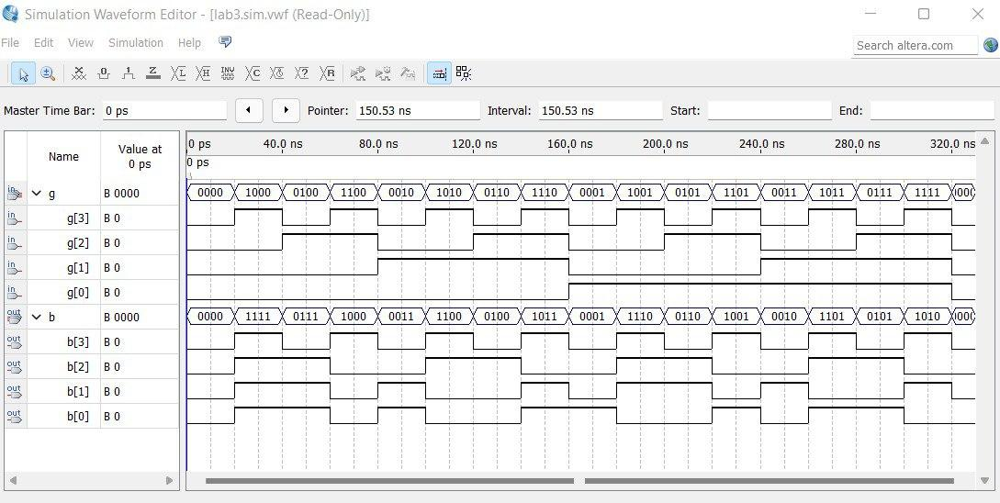 Simulation Waveform Editor - [lab3.sim.vwf (Read-Only)]
File Edit View Simulation Help
Search altera.com
Master Time Bar: 0 ps Pointer: 150.53 ns Interval: 150.53 ns Start: End:
Name Value at 0 ps
0 ps 40.0 ns 80.0 ns 120.0 ns 160.0 ns 200.0 ns 240.0 ns 280.0 ns 320.0 ns
0 ps
g B 0000 0000 1000 0100 1100 0010 1010 0110 1110 0001 1001 0101 1101 0011 1011 0111 1111
g[3] B 0
g[2] B 0
g[1] B 0
g[0] B 0
b B 0000 0000 1111 0111 1000 0011 1100 0100 1011 0001 1110 0110 1001 0010 1101 0101 1010
b[3] B 0
b[2] B 0
b[1] B 0
b[0] B 0